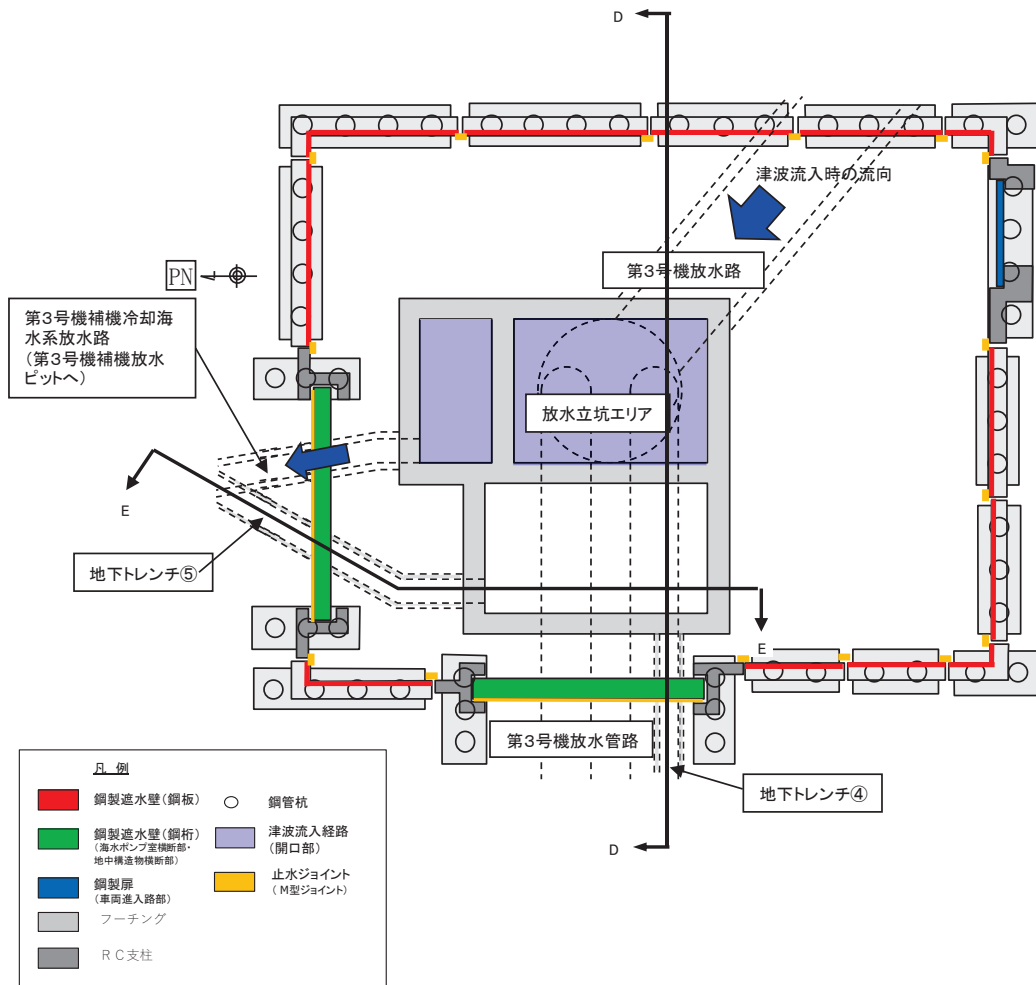 D
津波流入時の流向
第3号機放水路
PN
第3号機補機冷却海
水系放水路
(第3号機補機放水
ピットへ)
放水立坑エリア
E
地下トレンチ⑤
E
第3号機放水管路
地下トレンチ④
D
凡 例
鋼製遮水壁(鋼板)
鋼管杭
鋼製遮水壁(鋼桁)
(海水ポンプ室横断部・
地中構造物横断部)
津波流入経路
(開口部)
鋼製扉
(車両進入路部)
止水ジョイント
(M型ジョイント)
フーチング
RC支柱